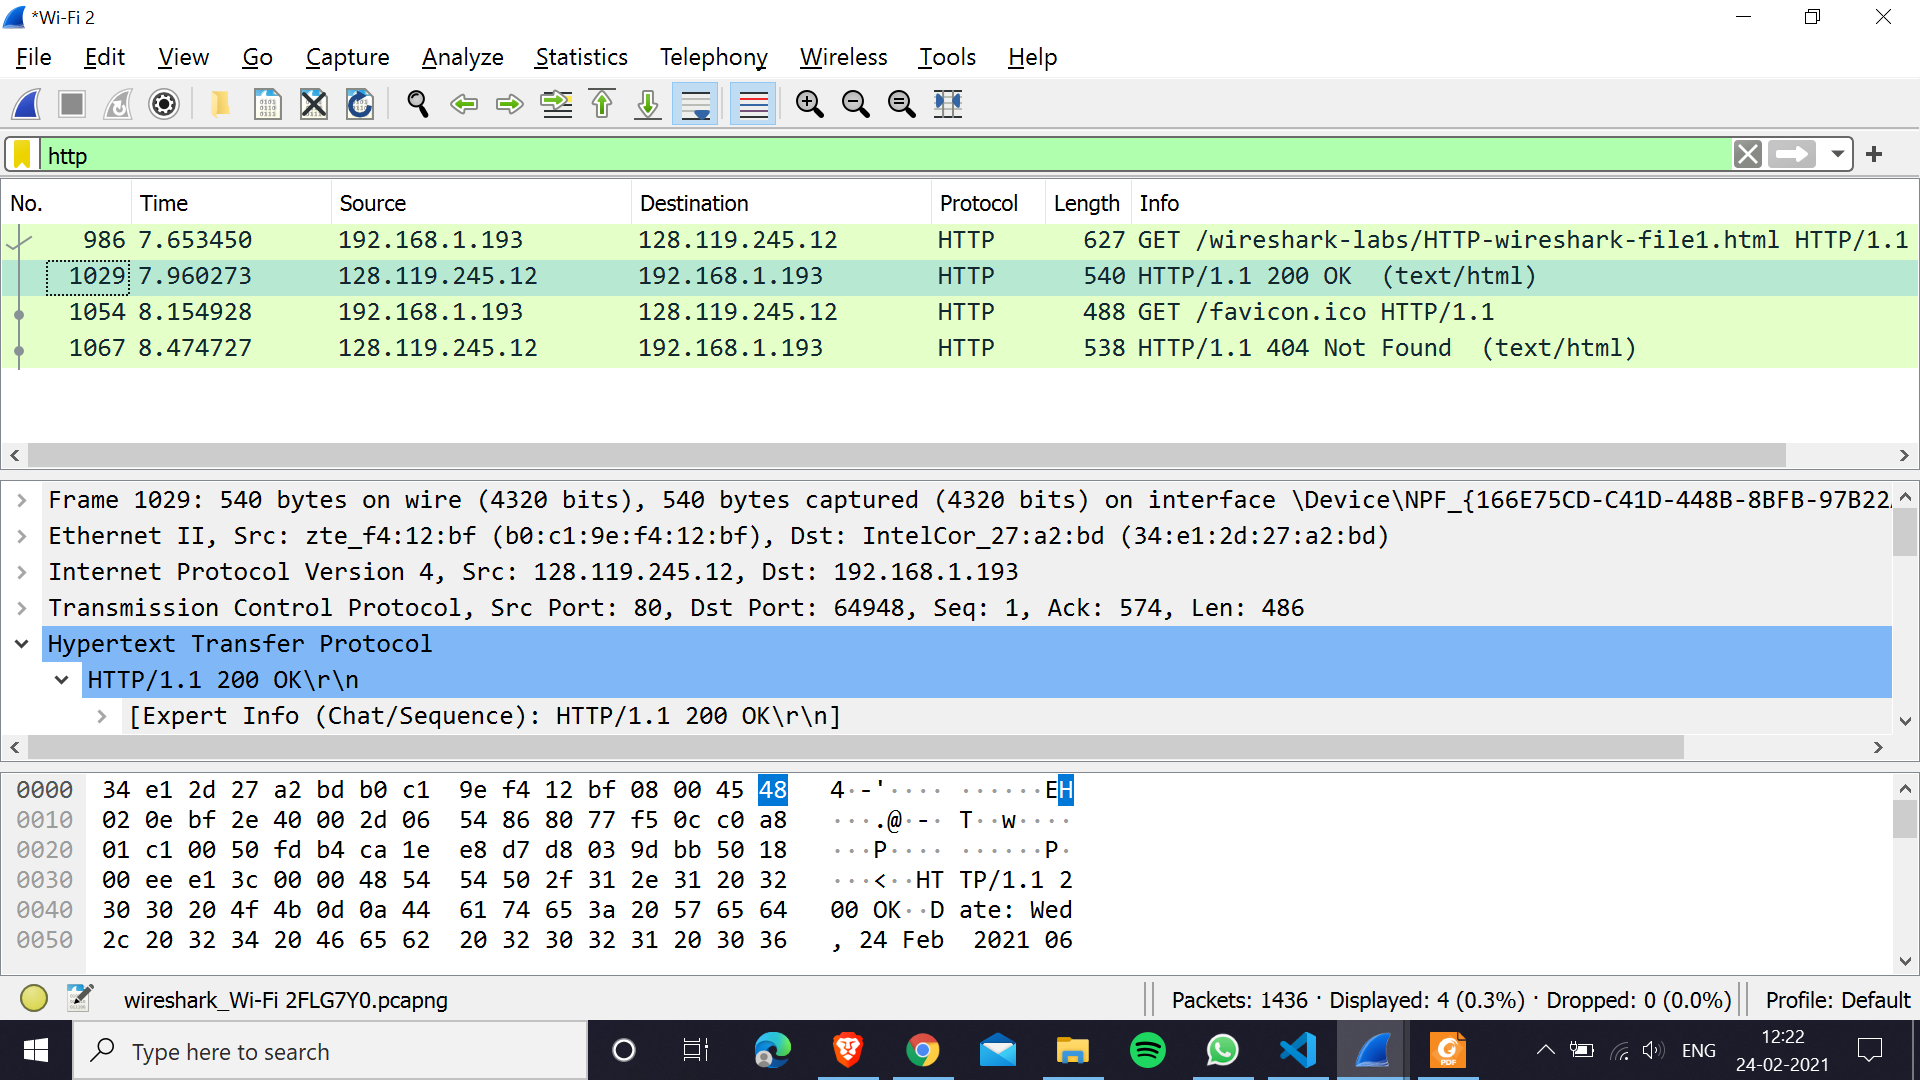 *Wi-Fi 2
File Edit View Go Capture Analyze Statistics Telephony Wireless Tools Help
http
No. Time Source Destination Protocol Length Info
986 7.653450 192.168.1.193 128.119.245.12 HTTP 627 GET /wireshark-labs/HTTP-wireshark-file1.html HTTP/1.1
1029 7.960273 128.119.245.12 192.168.1.193 HTTP 540 HTTP/1.1 200 OK (text/html)
1054 8.154928 192.168.1.193 128.119.245.12 HTTP 488 GET /favicon.ico HTTP/1.1
1067 8.474727 128.119.245.12 192.168.1.193 HTTP 538 HTTP/1.1 404 Not Found (text/html)
Frame 1029: 540 bytes on wire (4320 bits), 540 bytes captured (4320 bits) on interface \Device\NPF_{166E75CD-C41D-448B-8BFB-97B22
Ethernet II, Src: zte_f4:12:bf (b0:c1:9e:f4:12:bf), Dst: IntelCor_27:a2:bd (34:e1:2d:27:a2:bd)
Internet Protocol Version 4, Src: 128.119.245.12, Dst: 192.168.1.193
Transmission Control Protocol, Src Port: 80, Dst Port: 64948, Seq: 1, Ack: 574, Len: 486
Hypertext Transfer Protocol
HTTP/1.1 200 OK\r\n
[Expert Info (Chat/Sequence): HTTP/1.1 200 OK\r\n]
0000 34 e1 2d 27 a2 bd b0 c1 9e f4 12 bf 08 00 45 48 4·-'···· ······EH
0010 02 0e bf 2e 40 00 2d 06 54 86 80 77 f5 0c c0 a8 ···.@·-· T··w····
0020 01 c1 00 50 fd b4 ca 1e e8 d7 d8 03 9d bb 50 18 ···P···· ······P·
0030 00 ee e1 3c 00 00 48 54 54 50 2f 31 2e 31 20 32 ···<··HT TP/1.1 2
0040 30 30 20 4f 4b 0d 0a 44 61 74 65 3a 20 57 65 64 00 OK··D ate: Wed
0050 2c 20 32 34 20 46 65 62 20 32 30 32 31 20 30 36 , 24 Feb 2021 06
wireshark_Wi-Fi 2FLG7Y0.pcapng Packets: 1436 · Displayed: 4 (0.3%) · Dropped: 0 (0.0%) Profile: Default
Type here to search
PDF
ENG
12:22
24-02-2021